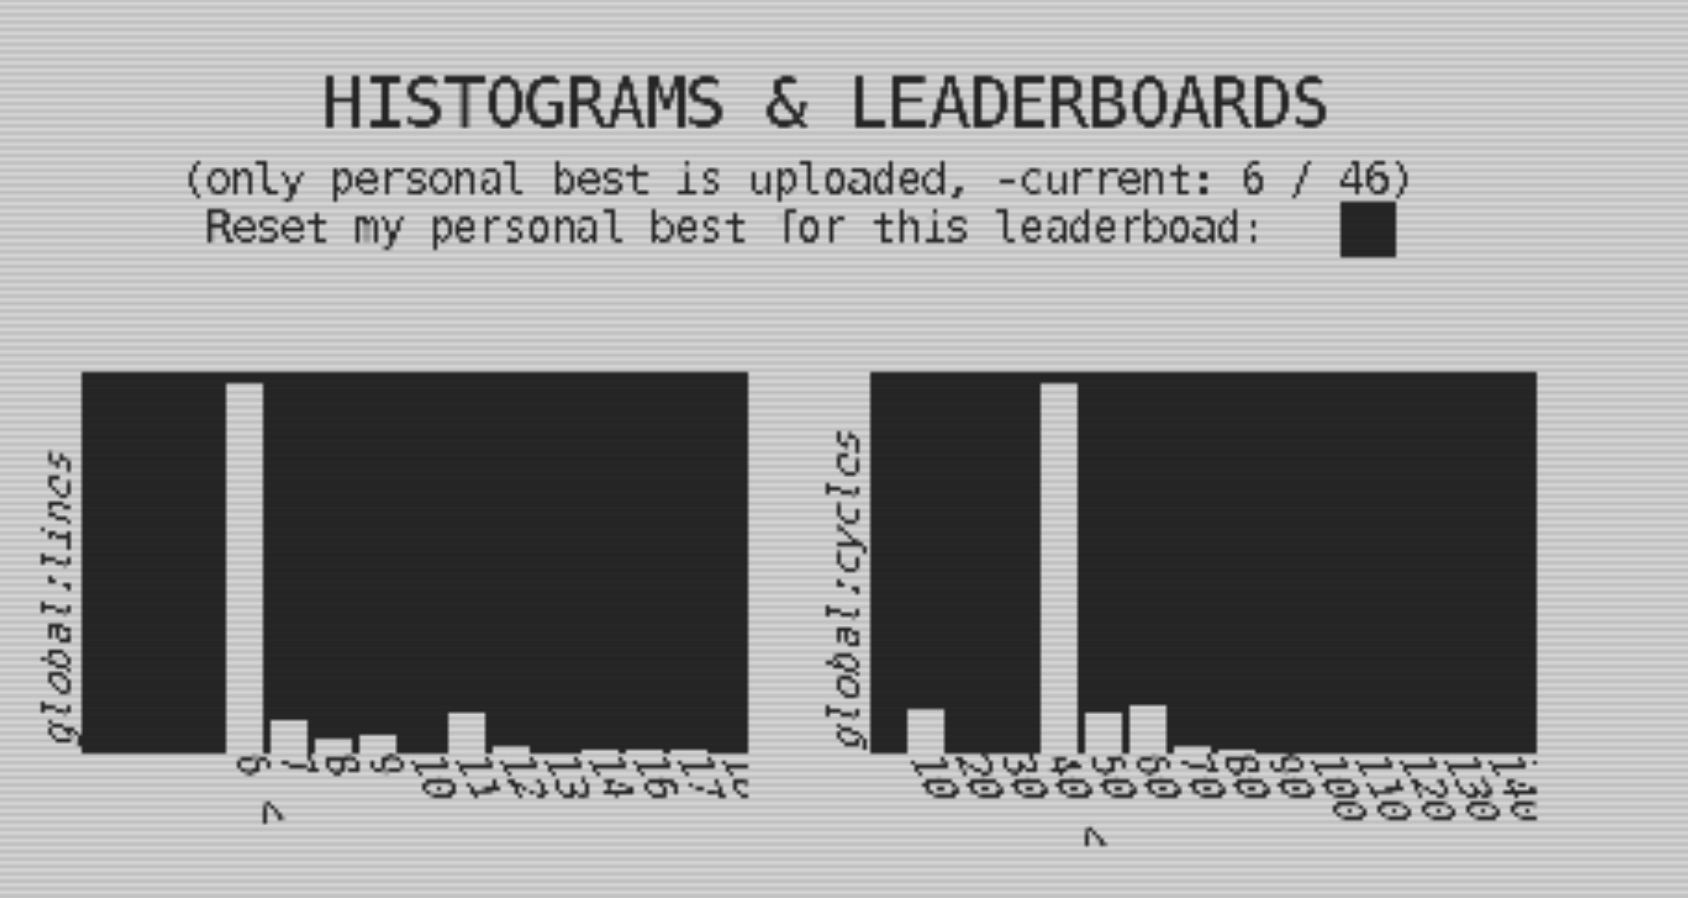 HISTOGRAMS & LEADERBOARDS
(only personal best is uploaded, -current: 6 / 46)
Reset my personal best for this leaderboad:
global:lines
6 7 8 9 10 11 12 13 14 16 17
^
global:cycles
10 20 30 40 50 60 70 80 90 100 110 120 130 140
^